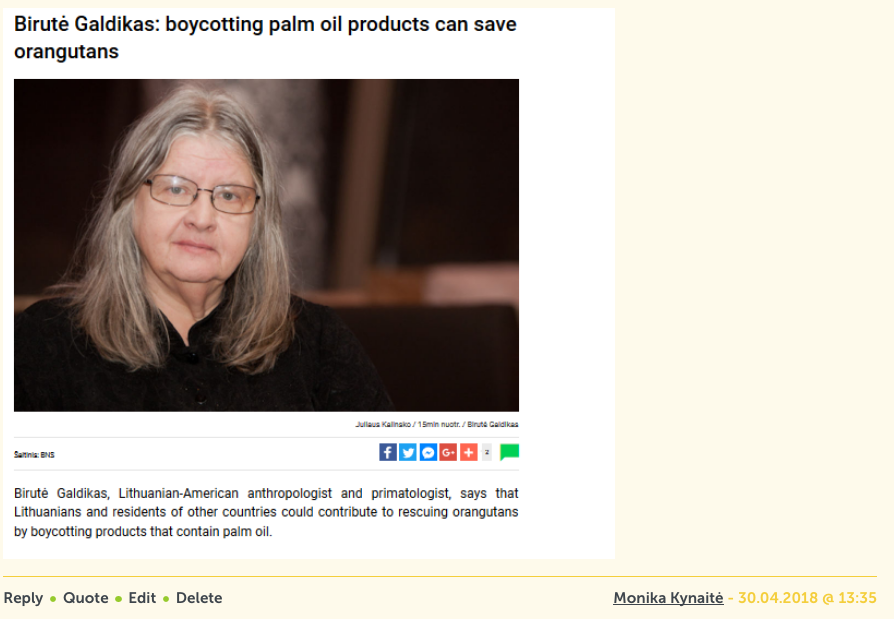 Birutė Galdikas: boycotting palm oil products can save
orangutans
Juliaus Kalinsko / 15min nuotr. / Birutė Galdikas
Šaltinis: BNS
f
G+
+
2
Birutė Galdikas, Lithuanian-American anthropologist and primatologist, says that
Lithuanians and residents of other countries could contribute to rescuing orangutans
by boycotting products that contain palm oil.
Reply • Quote • Edit • Delete
Monika Kynaitė - 30.04.2018 @ 13:35